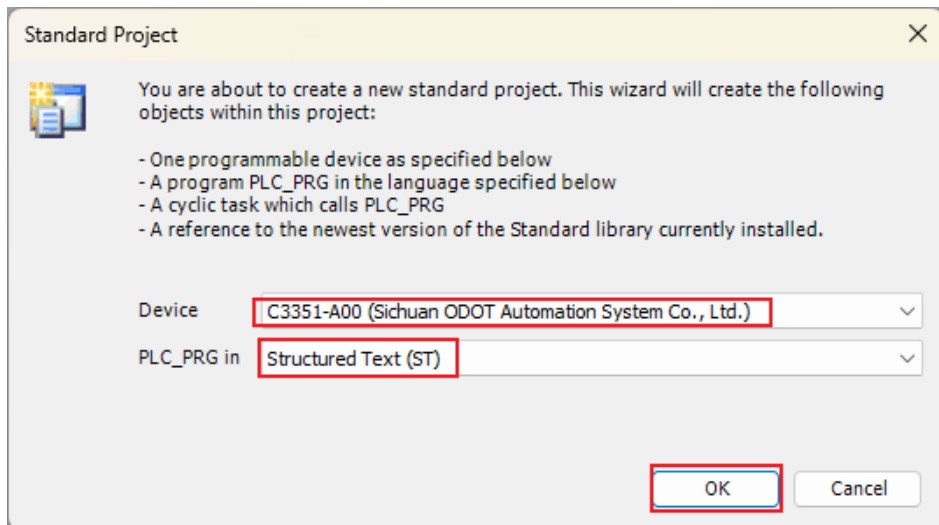 Standard Project
You are about to create a new standard project. This wizard will create the following
objects within this project:
- One programmable device as specified below
- A program PLC_PRG in the language specified below
- A cyclic task which calls PLC_PRG
- A reference to the newest version of the Standard library currently installed.
Device C3351-A00 (Sichuan ODOT Automation System Co., Ltd.)
PLC_PRG in Structured Text (ST)
OK Cancel